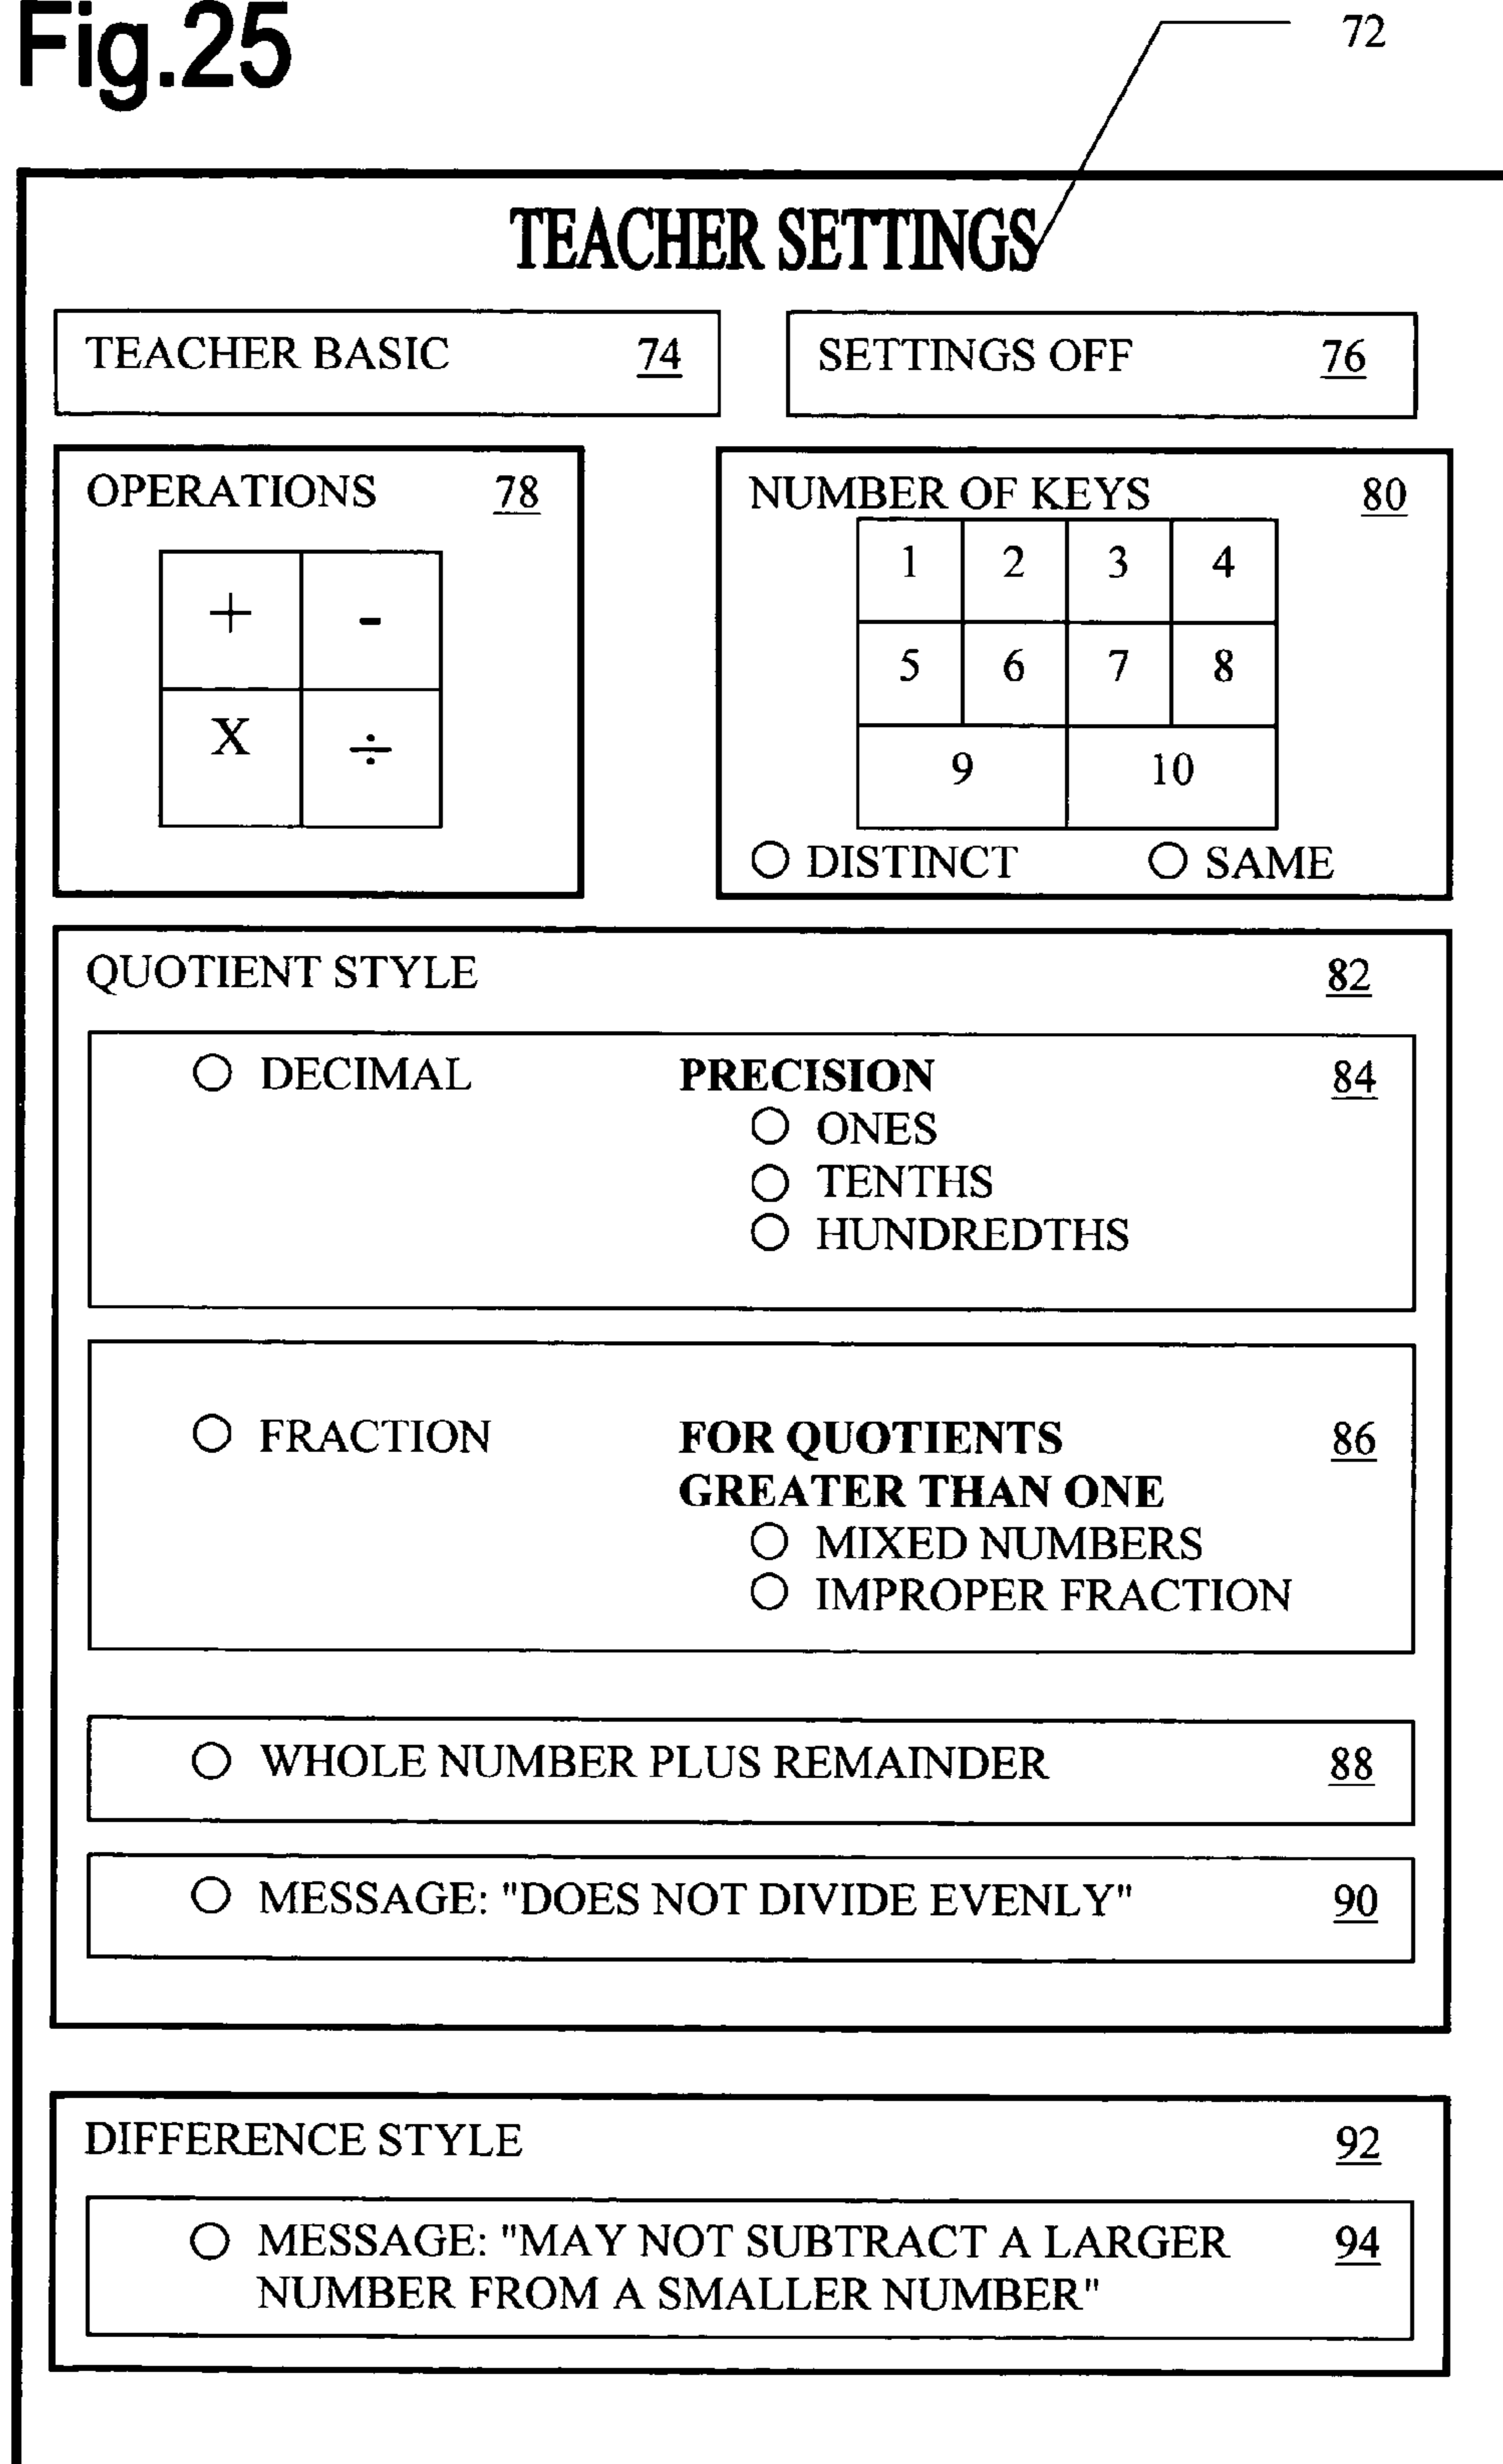 Fig.25
72
TEACHER SETTINGS
TEACHER BASIC 74
SETTINGS OFF 76
OPERATIONS 78
+ -
X ÷
NUMBER OF KEYS 80
1 2 3 4
5 6 7 8
9 10
DISTINCT SAME
QUOTIENT STYLE 82
DECIMAL PRECISION 84
ONES
TENTHS
HUNDREDTHS
FRACTION FOR QUOTIENTS 86
GREATER THAN ONE
MIXED NUMBERS
IMPROPER FRACTION
WHOLE NUMBER PLUS REMAINDER 88
MESSAGE: "DOES NOT DIVIDE EVENLY" 90
DIFFERENCE STYLE 92
MESSAGE: "MAY NOT SUBTRACT A LARGER 94
NUMBER FROM A SMALLER NUMBER"